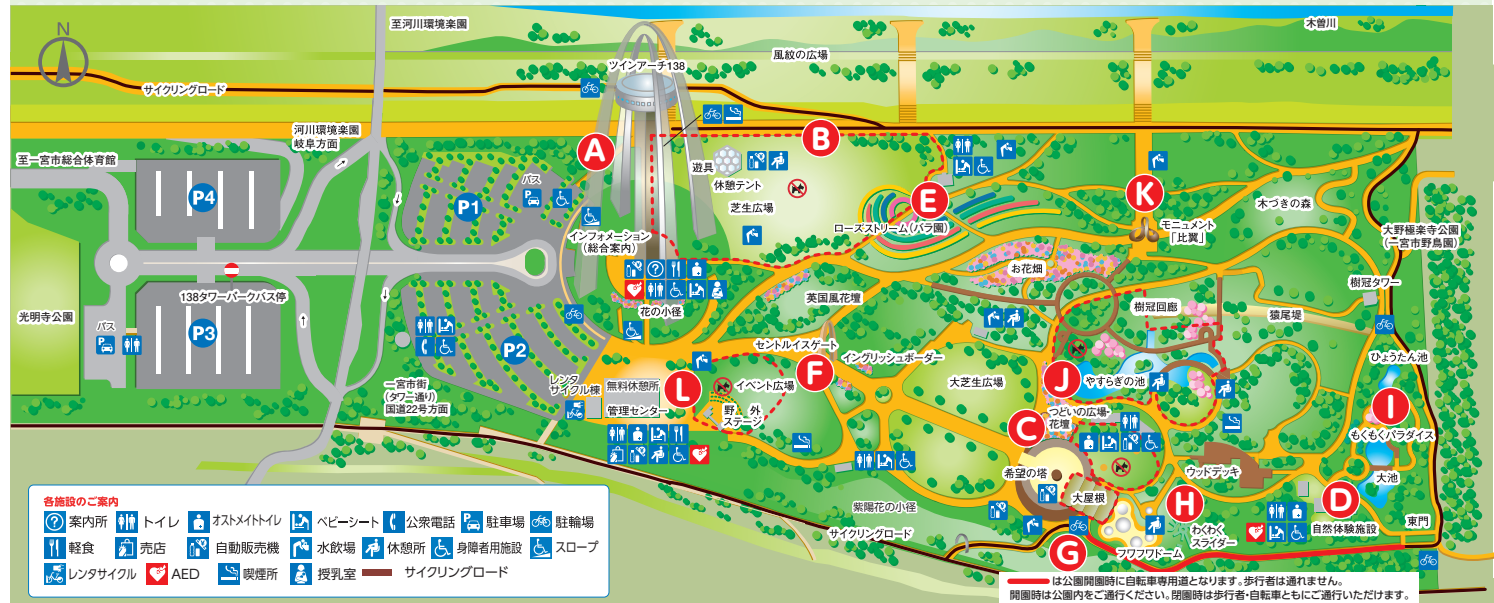 至河川環境楽園
木曽川
N
風紋の広場
ツインアーチ138
サイクリングロード
河川環境楽園
岐阜方面
至一宮市総合体育館
A
B
遊具
休憩テント
芝生広場
バス
P1
P4
E
K
ローズストリーム(バラ園)
モニュメント
「比翼」
木づきの森
大野極楽寺公園
(一宮市野鳥園)
インフォメーション
(総合案内)
お花畑
樹冠タワー
138タワーパークバス停
光明寺公園
バス
P3
P2
花の小径
英国風花壇
樹冠回廊
猿尾堤
セントルイスゲート
イングリッシュボーダー
ひょうたん池
一宮市街
(タワー通り)
国道22号方面
レンタ
サイクル棟
無料休憩所
管理センター
L
イベント広場
野 外
ステージ
F
大芝生広場
J
やすらぎの池
I
もくもくパラダイス
C
つどいの広場・
花壇
希望の塔
大屋根
ウッドデッキ
大池
紫陽花の小径
サイクリングロード
H
わくわく
スライダー
D
自然体験施設
東門
G
フワフワドーム
各施設のご案内
案内所 トイレ オストメイトトイレ ベビーシート 公衆電話 P 駐車場 駐輪場
軽食 売店 自動販売機 水飲場 休憩所 身障者用施設 スロープ
レンタサイクル AED 喫煙所 授乳室 サイクリングロード
は公園開園時に自転車専用道となります。歩行者は通れません。
開園時は公園内をご通行ください。閉園時は歩行者・自転車ともにご通行いただけます。